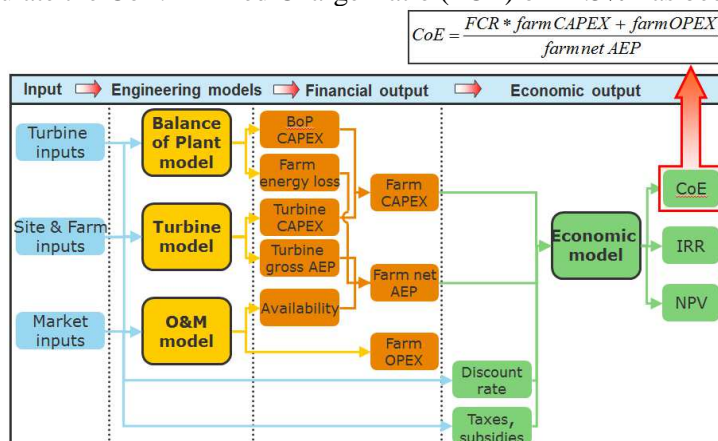 CoE = FCR * farm CAPEX + farm OPEX / farm net AEP
Input Engineering models Financial output Economic output
Turbine
inputs
Site & Farm
inputs
Market
inputs
Balance
of Plant
model
Turbine
model
O&M
model
BoP
CAPEX
Farm
energy loss
Turbine
CAPEX
Turbine
gross AEP
Availability
Farm
CAPEX
Farm net
AEP
Farm
OPEX
Discount
rate
Taxes,
subsidies
Economic
model
CoE
IRR
NPV